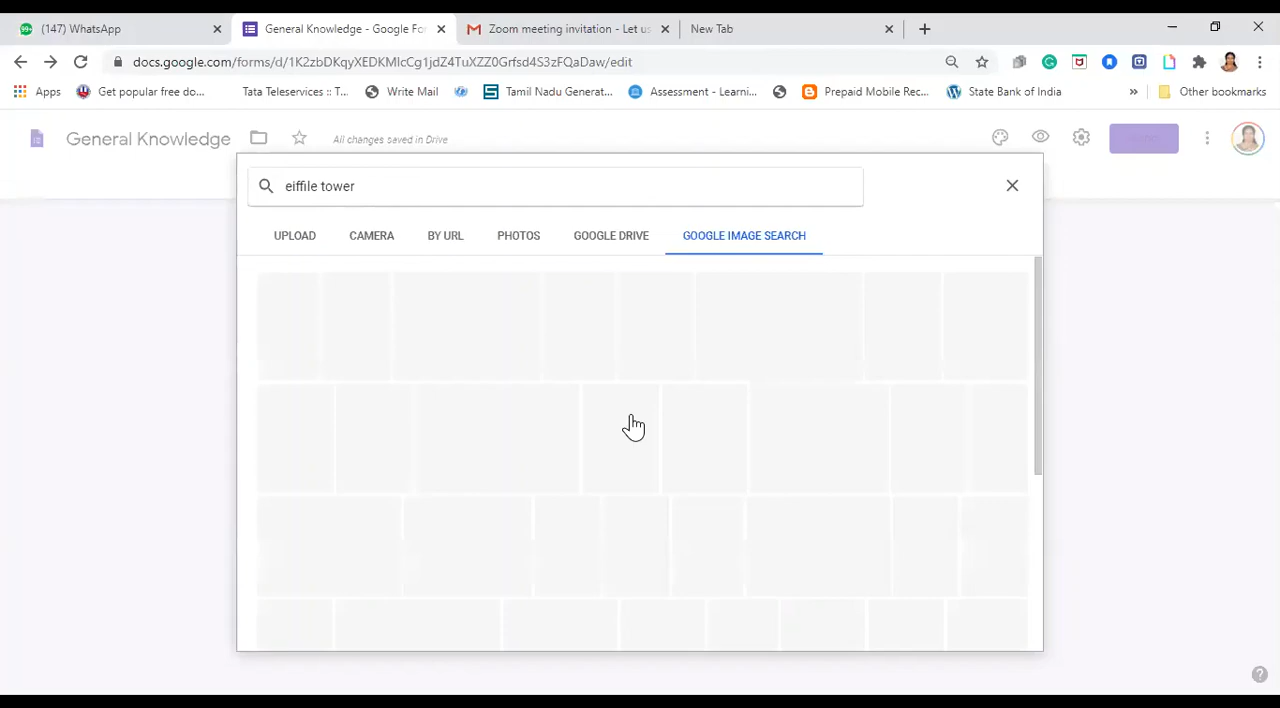 99+ (147) WhatsApp
General Knowledge - Google For
Zoom meeting invitation - Let us
New Tab
docs.google.com/forms/d/
/edit
Apps
Get popular free do...
Tata Teleservices :: T...
Write Mail
Tamil Nadu Generat...
Assessment - Learni...
Prepaid Mobile Rec...
State Bank of India
»
Other bookmarks
General Knowledge
All changes saved in Drive
eiffile tower
UPLOAD
CAMERA
BY URL
PHOTOS
GOOGLE DRIVE
GOOGLE IMAGE SEARCH